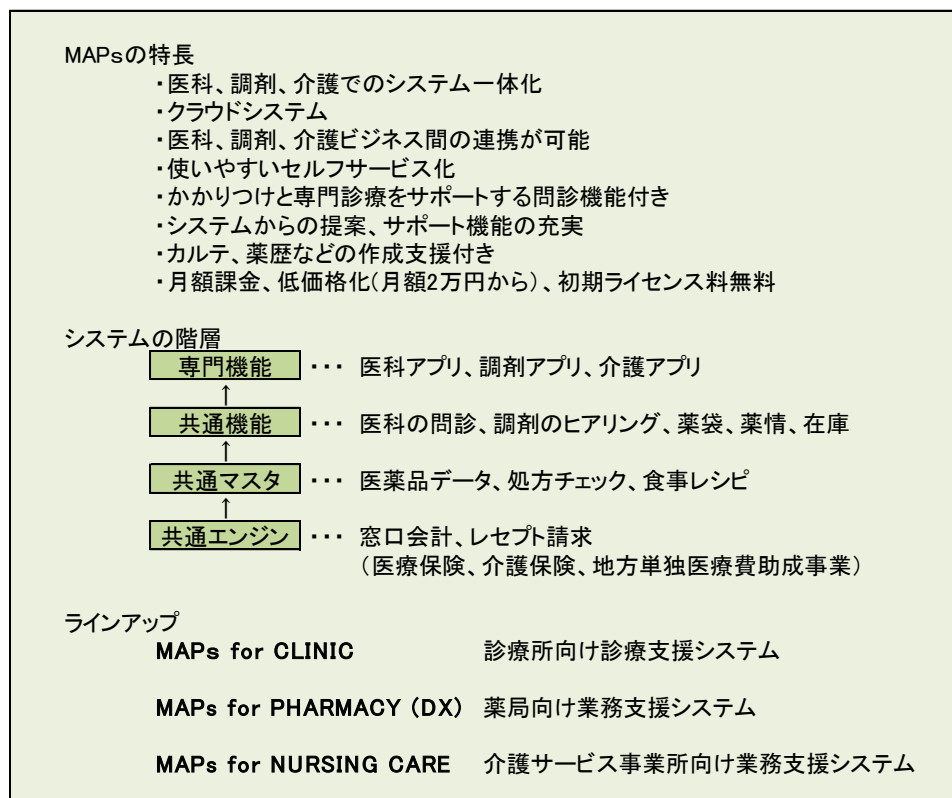 MAPsの特長
・医科、調剤、介護でのシステム一体化
・クラウドシステム
・医科、調剤、介護ビジネス間の連携が可能
・使いやすいセルフサービス化
・かかりつけと専門診療をサポートする問診機能付き
・システムからの提案、サポート機能の充実
・カルテ、薬歴などの作成支援付き
・月額課金、低価格化(月額2万円から)、初期ライセンス料無料
システムの階層
専門機能 ・・・ 医科アプリ、調剤アプリ、介護アプリ
↑
共通機能 ・・・ 医科の問診、調剤のヒアリング、薬袋、薬情、在庫
↑
共通マスタ ・・・ 医薬品データ、処方チェック、食事レシピ
↑
共通エンジン ・・・ 窓口会計、レセプト請求
(医療保険、介護保険、地方単独医療費助成事業)
ラインアップ
MAPs for CLINIC 診療所向け診療支援システム
MAPs for PHARMACY (DX) 薬局向け業務支援システム
MAPs for NURSING CARE 介護サービス事業所向け業務支援システム